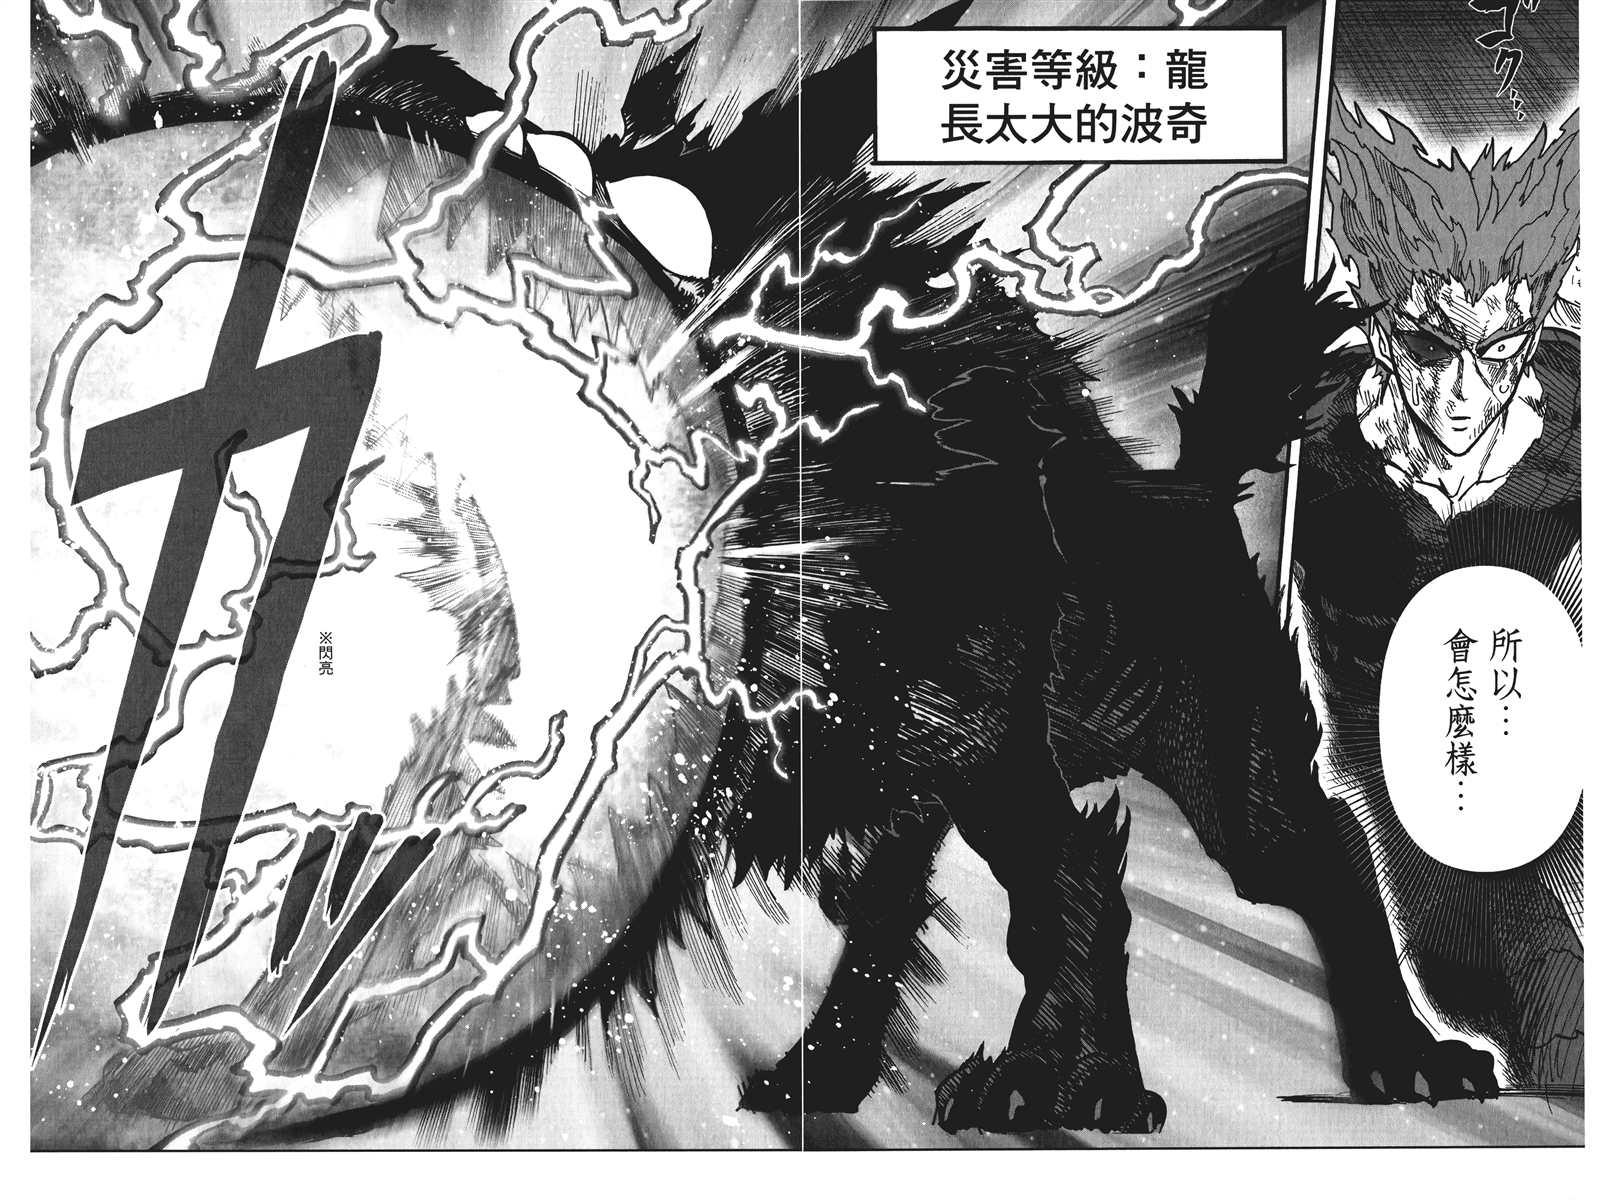 ゴクッ…
所以…
會怎麼樣…
災害等級：龍
長太大的波奇
カッ
※閃亮